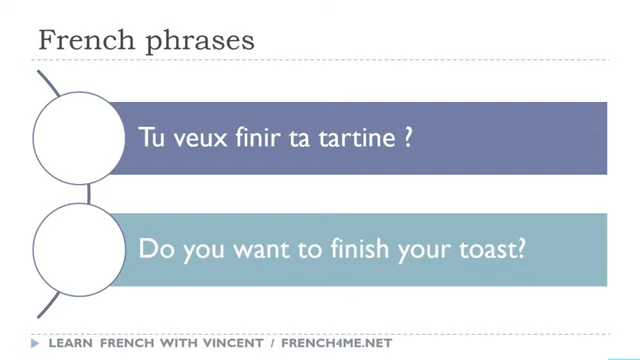 French phrases
Tu veux finir ta tartine ?
Do you want to finish your toast?
LEARN FRENCH WITH VINCENT / FRENCH4ME.NET